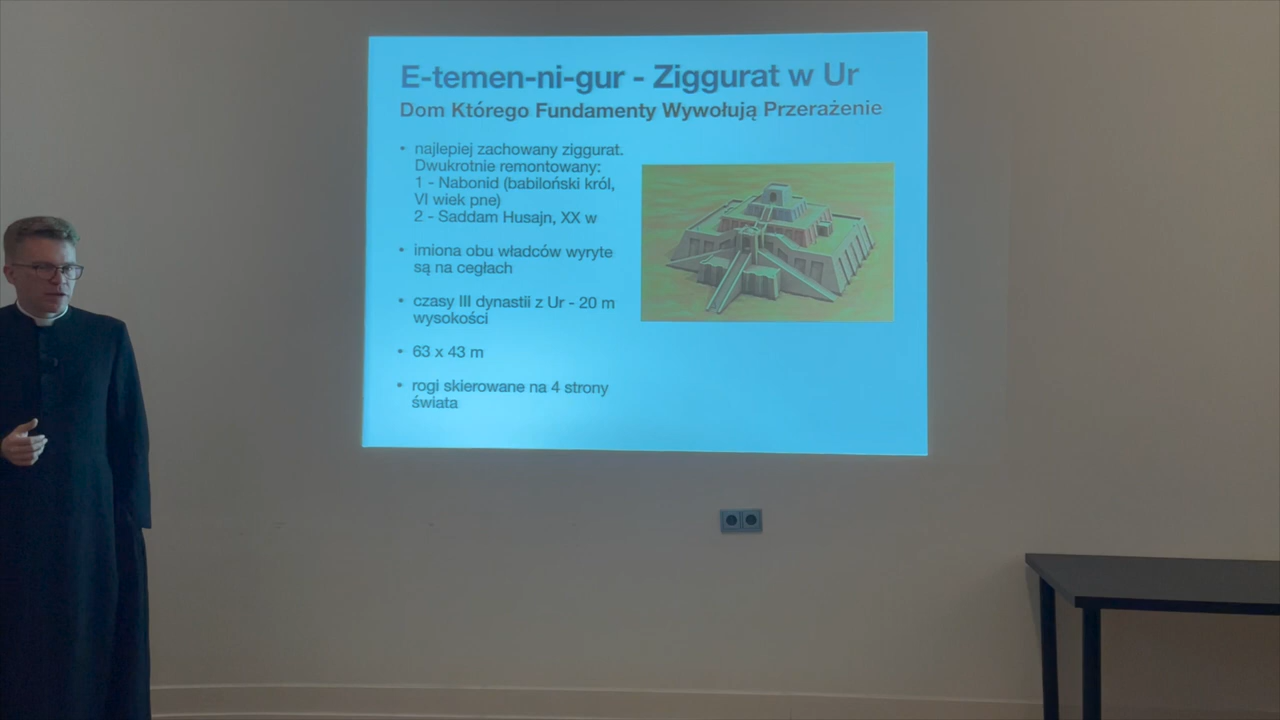 E-temen-ni-gur - Ziggurat w Ur
Dom Którego Fundamenty Wywołują Przerażenie
• najlepiej zachowany ziggurat.
Dwukrotnie remontowany:
1 - Nabonid (babiloński król,
VI wiek pne)
2 - Saddam Husajn, XX w
• imiona obu władców wyryte
są na cegłach
• czasy III dynastii z Ur - 20 m
wysokości
• 63 x 43 m
• rogi skierowane na 4 strony
świata